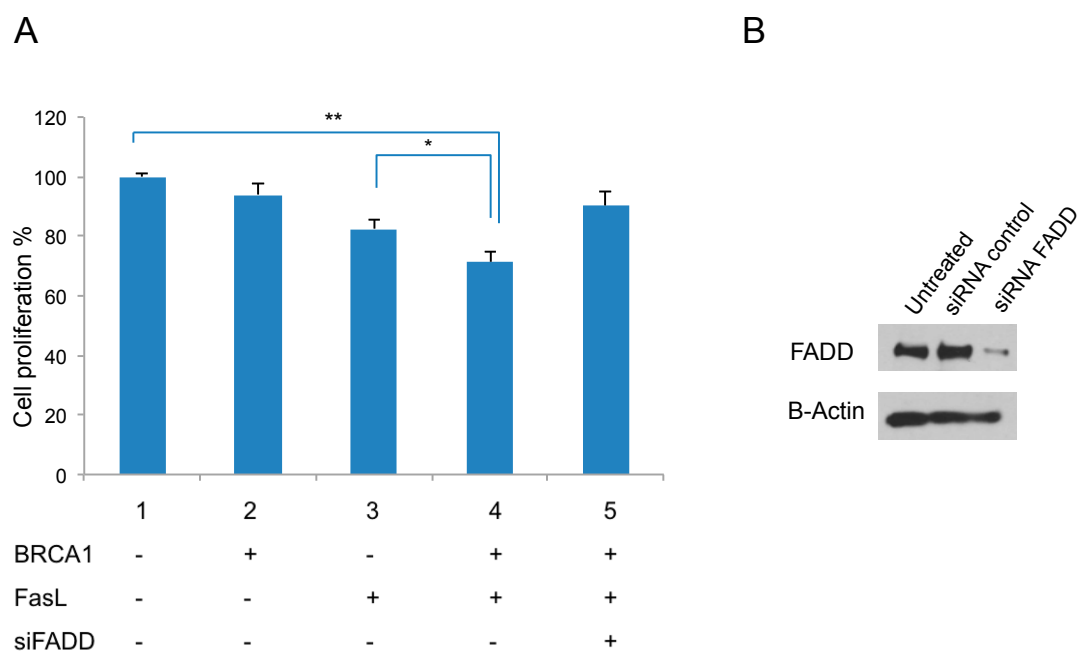 A
B
120
**
*
100
80
60
40
20
0
Cell proliferation %
1 2 3 4 5
BRCA1 - + - + +
FasL - - + + +
siFADD - - - - +
Untreated
siRNA control
siRNA FADD
FADD
B-Actin